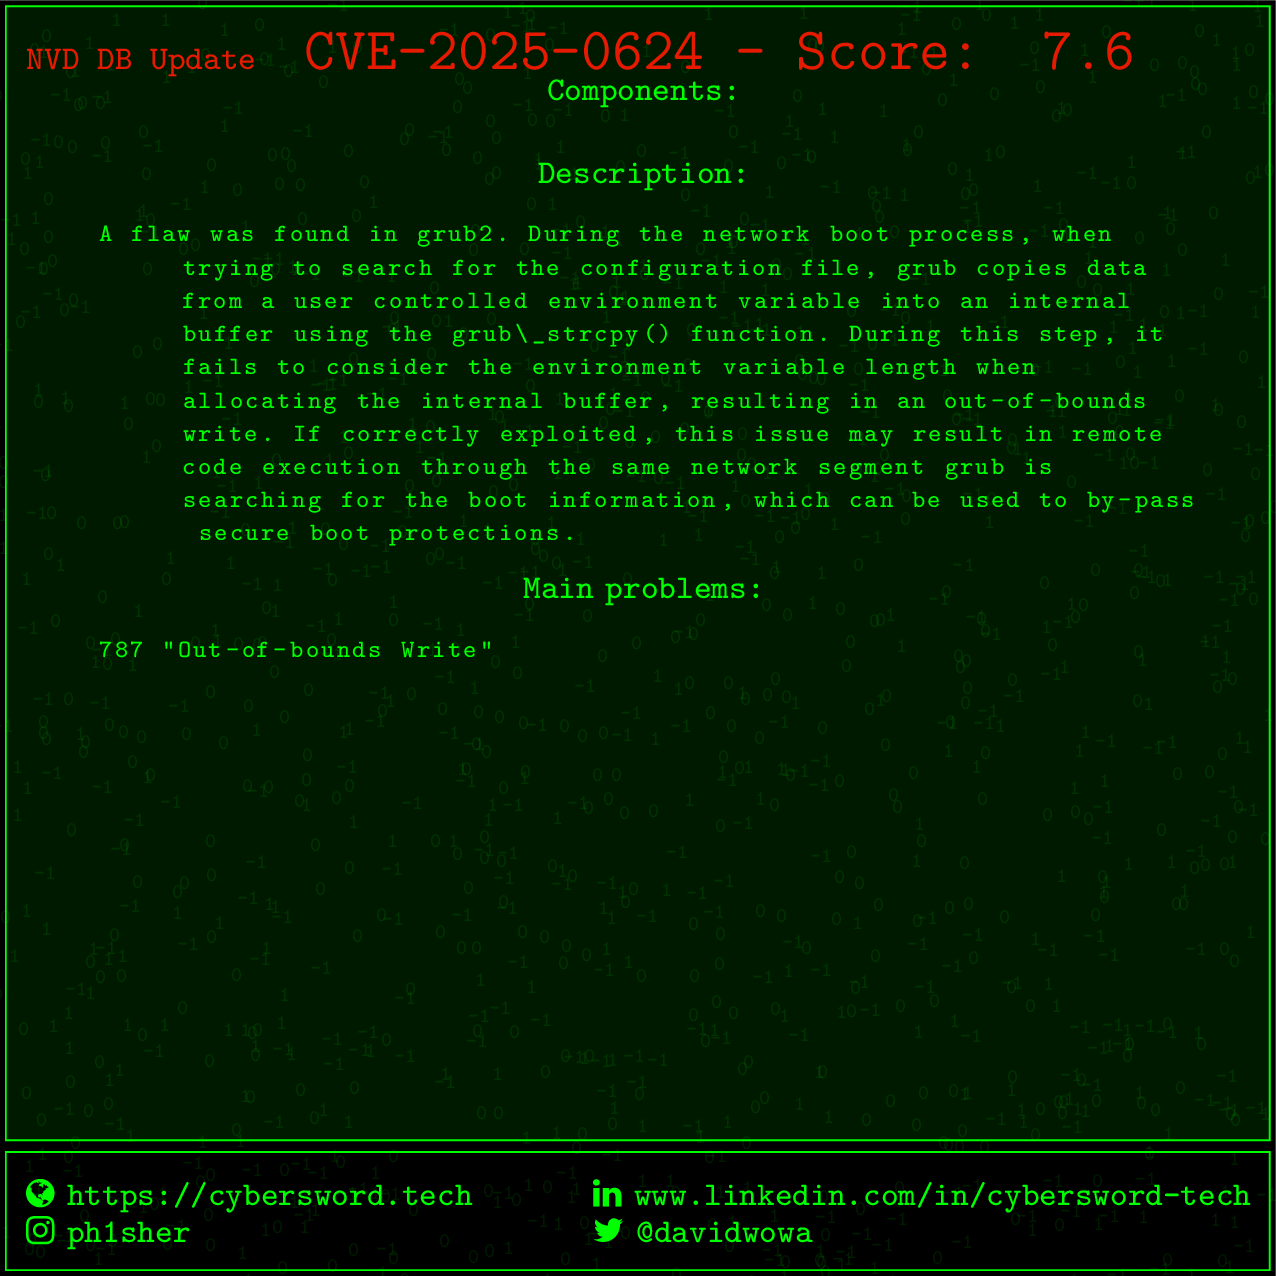 NVD DB Update CVE-2025-0624 - Score: 7.6
Components:
Description:
A flaw was found in grub2. During the network boot process, when
trying to search for the configuration file, grub copies data
from a user controlled environment variable into an internal
buffer using the grub\_strcpy() function. During this step, it
fails to consider the environment variable length when
allocating the internal buffer, resulting in an out-of-bounds
write. If correctly exploited, this issue may result in remote
code execution through the same network segment grub is
searching for the boot information, which can be used to by-pass
secure boot protections.
Main problems:
787 "Out-of-bounds Write"
https://cybersword.tech
www.linkedin.com/in/cybersword-tech
ph1sher
@davidwowa